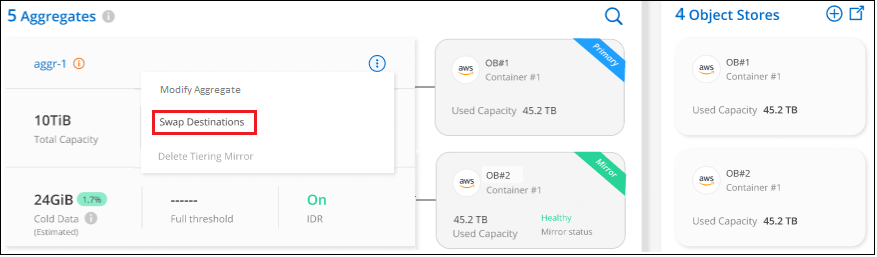 5 Aggregates
aggr-1
Modify Aggregate
Swap Destinations
Delete Tiering Mirror
10TiB
Total Capacity
24GiB 1.7%
Cold Data
(Estimated)
------
Full threshold
On
IDR
aws
OB#1
Container #1
Primary
Used Capacity 45.2 TB
aws
OB#2
Container #1
Mirror
45.2 TB
Used Capacity
Healthy
Mirror status
4 Object Stores
aws
OB#1
Container #1
Used Capacity 45.2 TB
aws
OB#2
Container #1
Used Capacity 45.2 TB